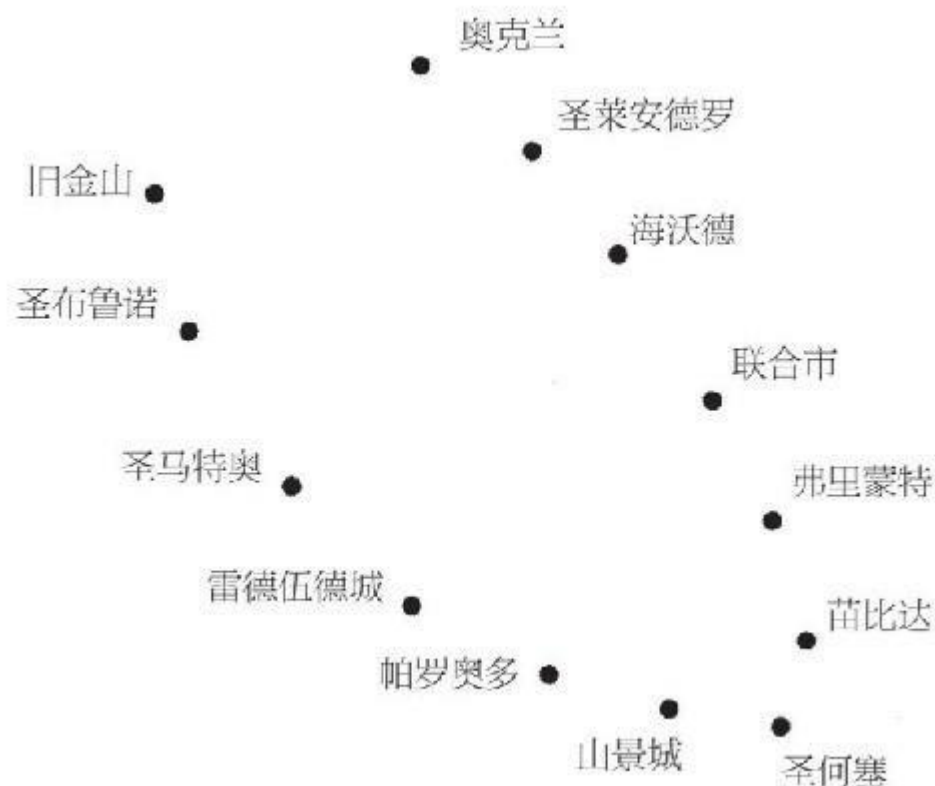 奥克兰
圣莱安德罗
旧金山
海沃德
圣布鲁诺
联合市
圣马特奥
弗里蒙特
雷德伍德城
苗比达
帕罗奥多
山景城
圣何塞